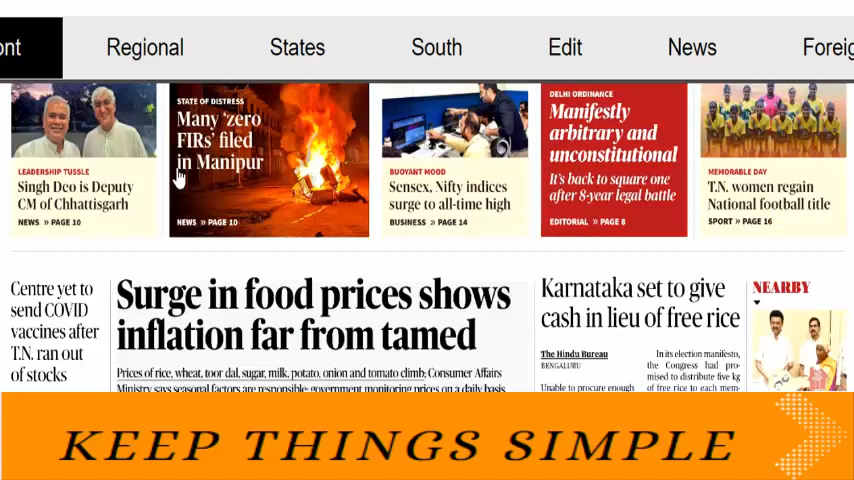 ont
Regional
States
South
Edit
News
Foreig
LEADERSHIP TUSSLE
Singh Deo is Deputy
CM of Chhattisgarh
NEWS » PAGE 10
STATE OF DISTRESS
Many ‘zero
FIRs’ filed
in Manipur
NEWS » PAGE 10
BUOYANT MOOD
Sensex, Nifty indices
surge to all-time high
BUSINESS » PAGE 14
DELHI ORDINANCE
Manifestly
arbitrary and
unconstitutional
It’s back to square one
after 8-year legal battle
EDITORIAL » PAGE 8
MEMORABLE DAY
T.N. women regain
National football title
SPORT » PAGE 16
Centre yet to
send COVID
vaccines after
T.N. ran out
of stocks
Surge in food prices shows
inflation far from tamed
Prices of rice, wheat, toor dal, sugar, milk, potato, onion and tomato climb; Consumer Affairs
Ministry says seasonal factors are responsible; government monitoring prices on a daily basis
Karnataka set to give
cash in lieu of free rice
The Hindu Bureau
BENGALURU
Unable to procure enough
In its election manifesto,
the Congress had pro-
mised to distribute five kg
of free rice to each mem-
NEARBY
KEEP THINGS SIMPLE